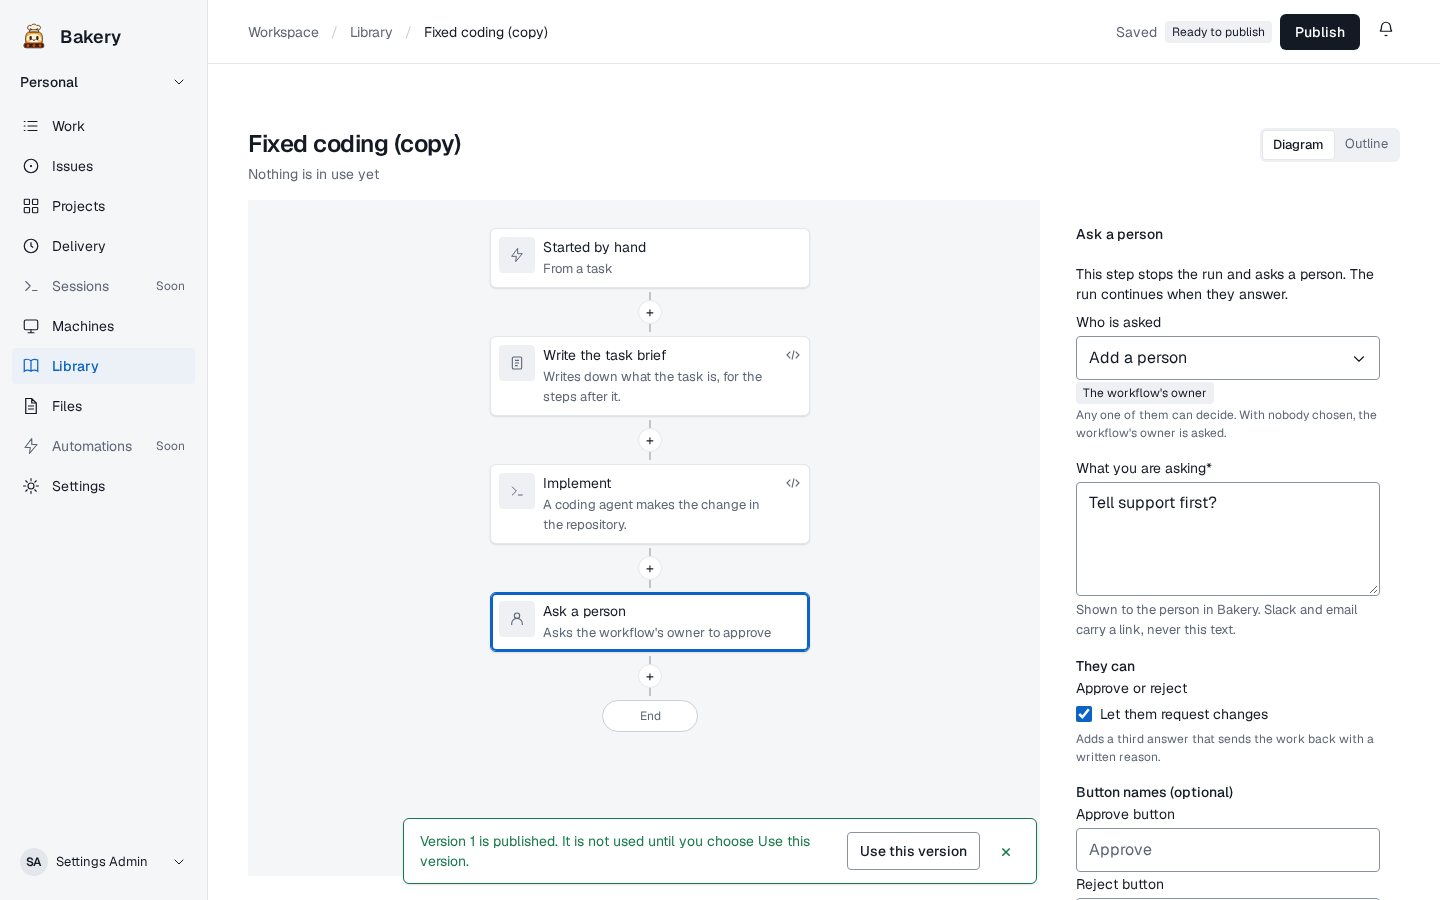 Bakery
Personal
Work
Issues
Projects
Delivery
Sessions Soon
Machines
Library
Files
Automations Soon
Settings
SA Settings Admin
Workspace / Library / Fixed coding (copy)
Saved Ready to publish Publish
Fixed coding (copy)
Nothing is in use yet
Diagram Outline
Started by hand
From a task
+
Write the task brief
Writes down what the task is, for the
steps after it.
+
Implement
A coding agent makes the change in
the repository.
+
Ask a person
Asks the workflow's owner to approve
+
End
Version 1 is published. It is not used until you choose Use this
version.
Use this version
Ask a person
This step stops the run and asks a person. The
run continues when they answer.
Who is asked
Add a person
The workflow's owner
Any one of them can decide. With nobody chosen, the
workflow's owner is asked.
What you are asking*
Tell support first?
Shown to the person in Bakery. Slack and email
carry a link, never this text.
They can
Approve or reject
Let them request changes
Adds a third answer that sends the work back with a
written reason.
Button names (optional)
Approve button
Approve
Reject button